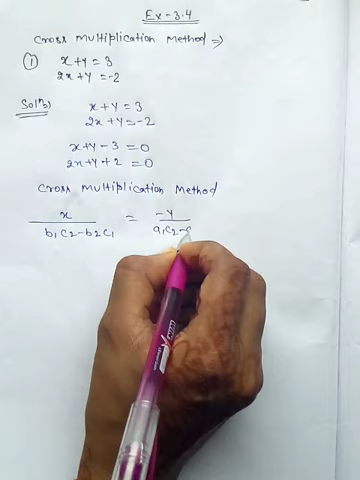 Ex-3.4
Cross Multiplication Method ⇒
① x+y = 3
2x+y = -2
Solⁿ) x+y = 3
2x+y = -2
x+y-3 = 0
2x+y+2 = 0
Cross Multiplication Method
x / b₁c₂-b₂c₁ = -y / a₁c₂-c